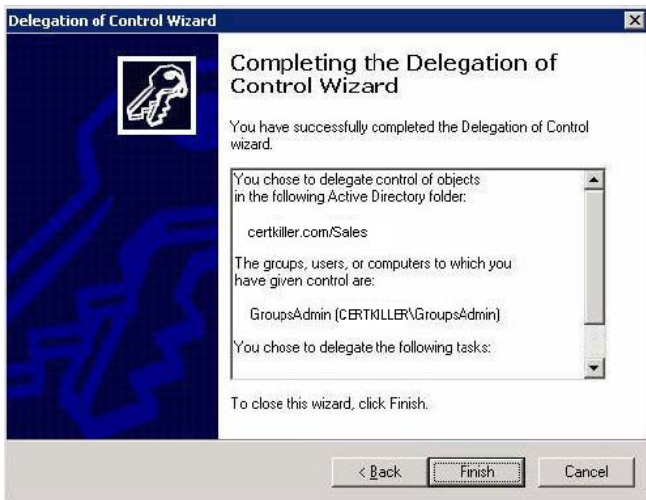 Delegation of Control Wizard
Completing the Delegation of
Control Wizard
You have successfully completed the Delegation of Control
wizard.
You chose to delegate control of objects
in the following Active Directory folder:
certkiller.com/Sales
The groups, users, or computers to which you
have given control are:
GroupsAdmin (CERTKILLER\GroupsAdmin)
You chose to delegate the following tasks:
To close this wizard, click Finish.
< Back
Finish
Cancel